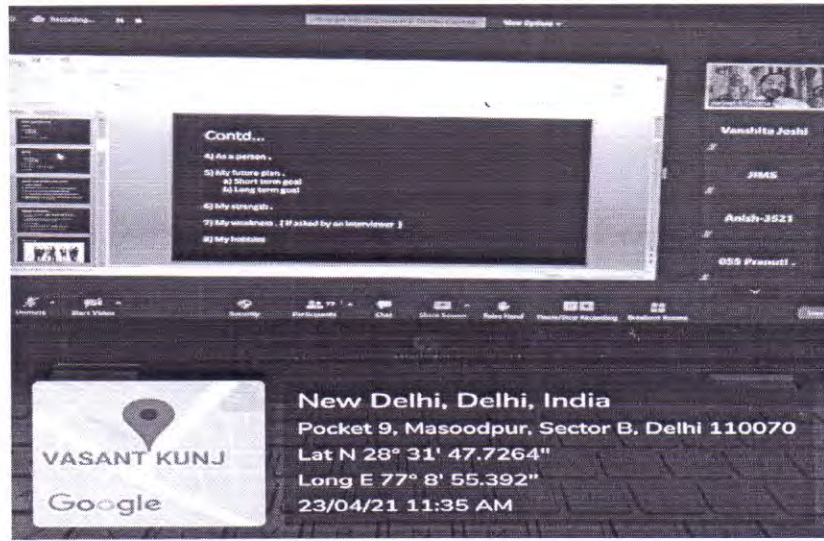 Recording...
View Options
Contd...
4) As a person .
5) My future plan .
a) Short term goal
b) Long term goal
6) My strength .
7) My weakness . ( If asked by an interviewer )
8) My hobbies
Vanshita Joshi
JIMS
Anish-3521
055 Pranuti .
Unmute
Start Video
Security
Participants
Chat
Share Screen
Raise Hand
Pause/Stop Recording
Breakout Rooms
VASANT KUNJ
Google
New Delhi, Delhi, India
Pocket 9, Masoodpur, Sector B, Delhi 110070
Lat N 28° 31' 47.7264"
Long E 77° 8' 55.392"
23/04/21 11:35 AM